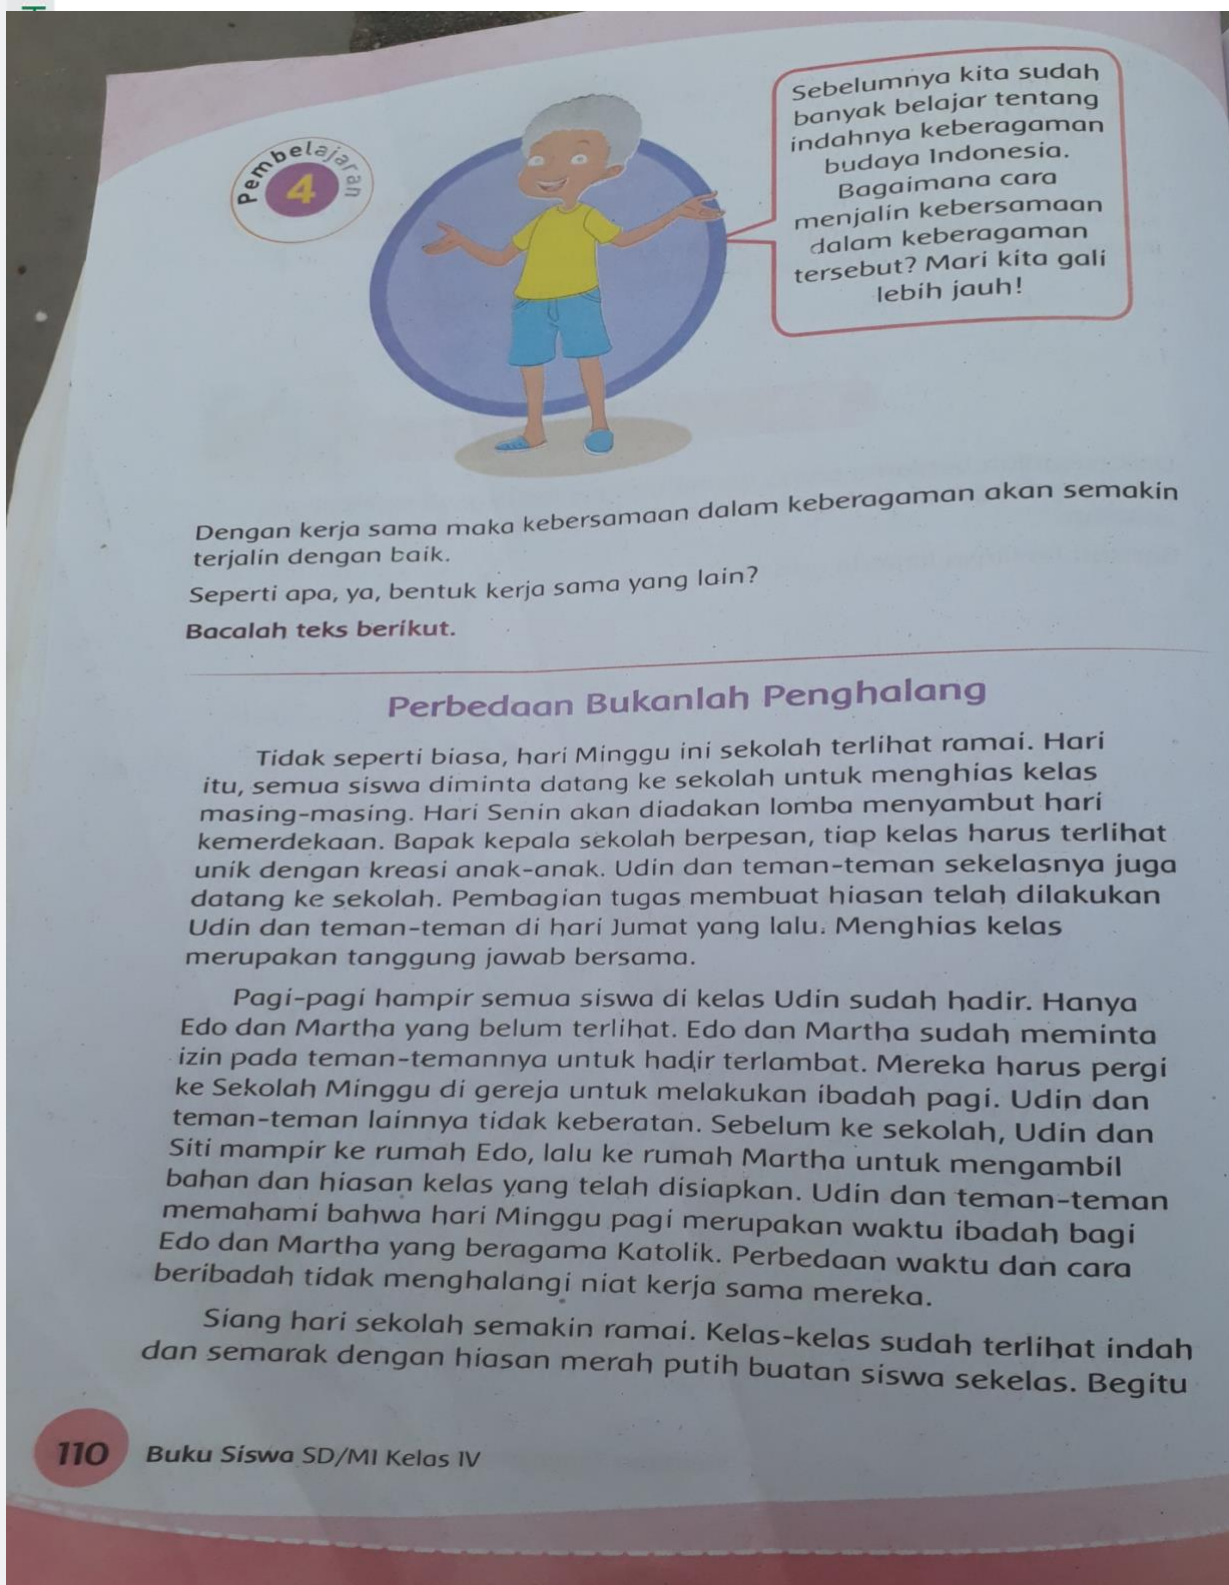 Pembelajaran
4
Sebelumnya kita sudah
banyak belajar tentang
indahnya keberagaman
budaya Indonesia.
Bagaimana cara
menjalin kebersamaan
dalam keberagaman
tersebut? Mari kita gali
lebih jauh!
Dengan kerja sama maka kebersamaan dalam keberagaman akan semakin
terjalin dengan baik.
Seperti apa, ya, bentuk kerja sama yang lain?
Bacalah teks berikut.
Perbedaan Bukanlah Penghalang
Tidak seperti biasa, hari Minggu ini sekolah terlihat ramai. Hari
itu, semua siswa diminta datang ke sekolah untuk menghias kelas
masing-masing. Hari Senin akan diadakan lomba menyambut hari
kemerdekaan. Bapak kepala sekolah berpesan, tiap kelas harus terlihat
unik dengan kreasi anak-anak. Udin dan teman-teman sekelasnya juga
datang ke sekolah. Pembagian tugas membuat hiasan telah dilakukan
Udin dan teman-teman di hari Jumat yang lalu. Menghias kelas
merupakan tanggung jawab bersama.
Pagi-pagi hampir semua siswa di kelas Udin sudah hadir. Hanya
Edo dan Martha yang belum terlihat. Edo dan Martha sudah meminta
izin pada teman-temannya untuk hadir terlambat. Mereka harus pergi
ke Sekolah Minggu di gereja untuk melakukan ibadah pagi. Udin dan
teman-teman lainnya tidak keberatan. Sebelum ke sekolah, Udin dan
Siti mampir ke rumah Edo, lalu ke rumah Martha untuk mengambil
bahan dan hiasan kelas yang telah disiapkan. Udin dan teman-teman
memahami bahwa hari Minggu pagi merupakan waktu ibadah bagi
Edo dan Martha yang beragama Katolik. Perbedaan waktu dan cara
beribadah tidak menghalangi niat kerja sama mereka.
Siang hari sekolah semakin ramai. Kelas-kelas sudah terlihat indah
dan semarak dengan hiasan merah putih buatan siswa sekelas. Begitu
110 Buku Siswa SD/MI Kelas IV